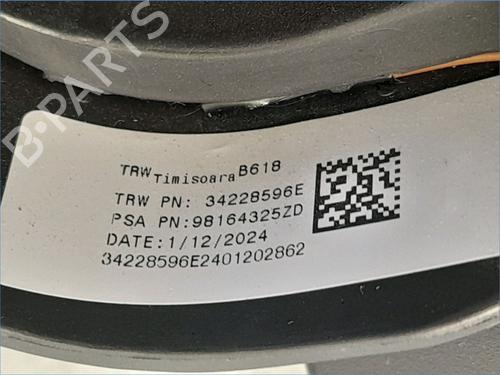 B-PARTS
TRW Timisoara B618
TRW PN: 34228596E
PSA PN:98164325ZD
DATE:1/12/2024
34228596E2401202862